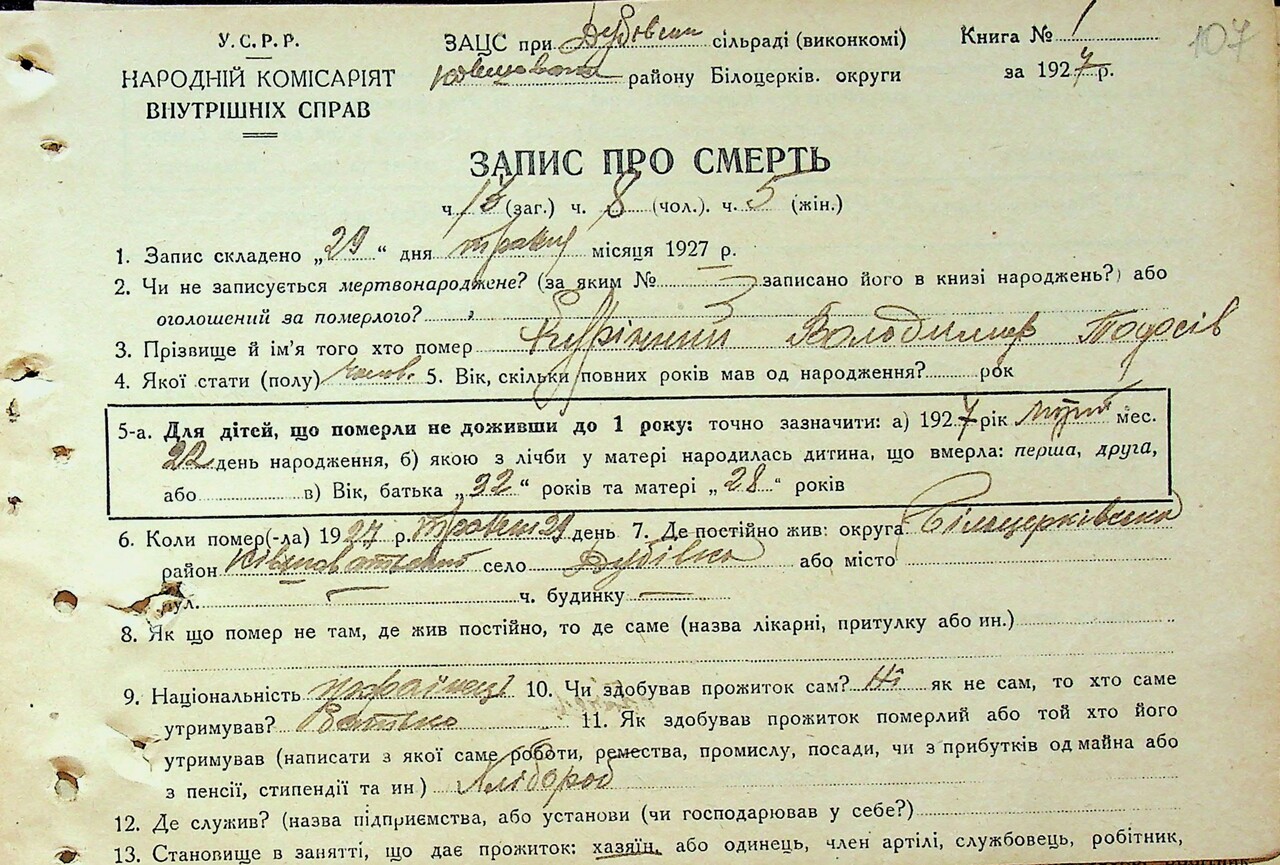 107
У.С.Р.Р.
НАРОДНІЙ КОМІСАРІЯТ
ВНУТРІШНІХ СПРАВ
ЗАЦС при Дубовськ сільраді (виконкомі) Книга № 1
району Білоцерків. округи за 1927 р.
ЗАПИС ПРО СМЕРТЬ
ч. 13 (заг.) ч. 8 (чол.). ч. 5 (жін.)
1. Запис складено „29“ дня травня місяця 1927 р.
2. Чи не записується мертвонароджене? (за яким № записано його в книзі народжень?) або
оголошений за померлого?
3. Прізвище й ім'я того хто помер Курінний Володимир Тодосів
4. Якої стати (полу) чолов. 5. Вік, скільки повних років мав од народження? рок
5-а. Для дітей, що померли не доживши до 1 року: точно зазначити: а) 1927 рік лютий мес.
22 день народження, б) якою з лічби у матері народилась дитина, що вмерла: перша, друга,
або в) Вік, батька „32“ років та матері „28“ років
6. Коли помер(-ла) 1927 р. травня 29 день 7. Де постійно жив: округа Білоцерківська
район Ківшоватський село Дубівка або місто
вул. — ч. будинку —
8. Як що помер не там, де жив постійно, то де саме (назва лікарні, притулку або ин.)
9. Національність українець 10. Чи здобував прожиток сам? Ні як не сам, то хто саме
утримував? Батько 11. Як здобував прожиток померлий або той хто його
утримував (написати з якої саме роботи, ремества, промислу, посади, чи з прибутків од майна або
з пенсії, стипендії та ин) Хлібороб
12. Де служив? (назва підприємства, або установи (чи господарював у себе?)
13. Становище в занятті, що дає прожиток: хазяїн, або одинець, член артілі, службовець, робітник,